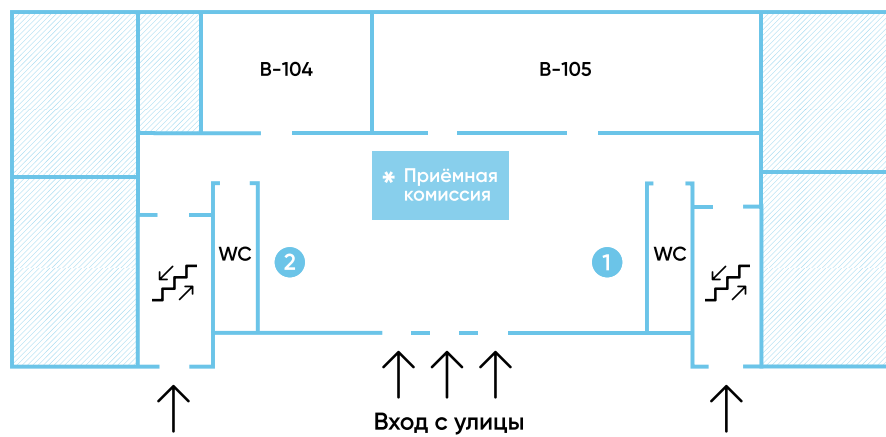 B-104
B-105
* Приёмная
комиссия
WC
2
1
WC
Вход с улицы